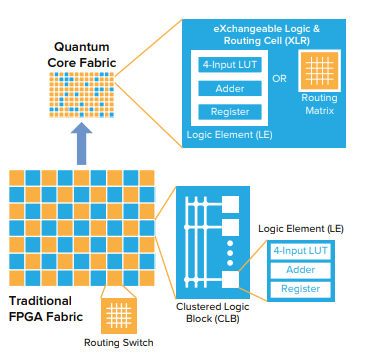 Quantum
Core Fabric
eXchangeable Logic &
Routing Cell (XLR)
4-Input LUT
Adder
Register
Logic Element (LE)
OR
Routing
Matrix
Traditional
FPGA Fabric
Routing Switch
Clustered Logic
Block (CLB)
Logic Element (LE)
4-Input LUT
Adder
Register